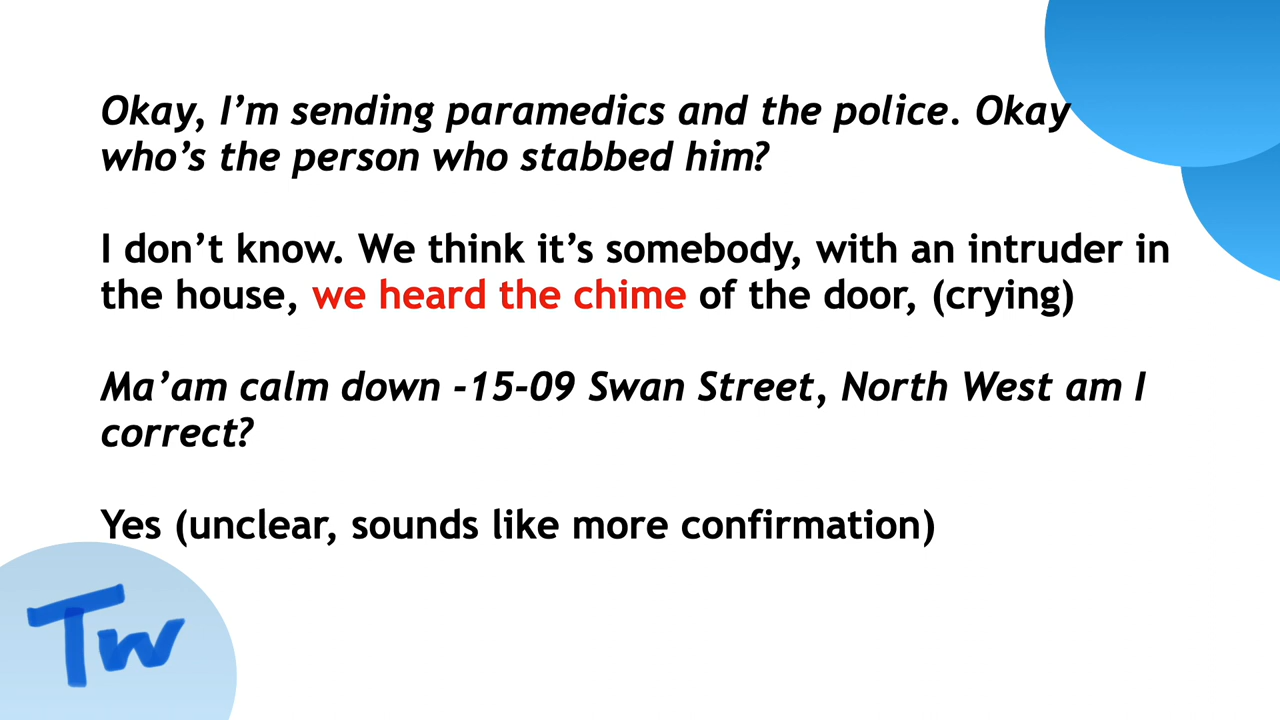 Okay, I’m sending paramedics and the police. Okay
who’s the person who stabbed him?
I don’t know. We think it’s somebody, with an intruder in
the house, we heard the chime of the door, (crying)
Ma’am calm down -15-09 Swan Street, North West am I
correct?
Yes (unclear, sounds like more confirmation)
Tw